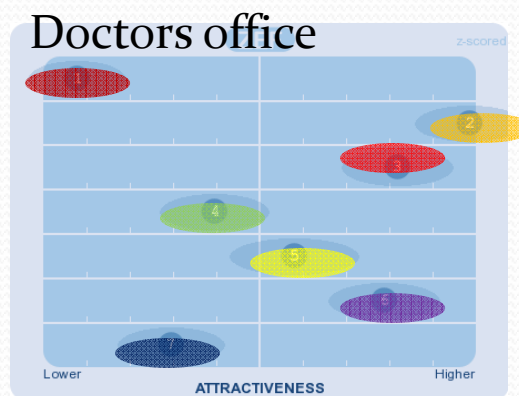 Doctors office
z-scored
1
2
3
4
5
6
7
Lower Higher
ATTRACTIVENESS